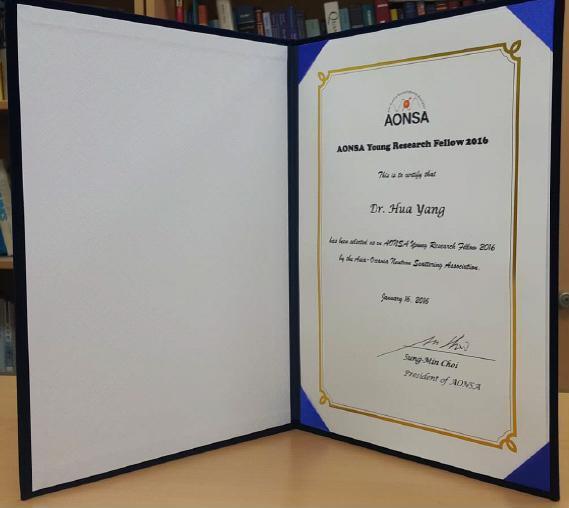 AONSA
AONSA Young Research Fellow 2016
This is to certify that
Dr. Hua Yang
has been selected as an AONSA Young Research Fellow 2016
by the Asia-Oceania Neutron Scattering Association.
January 16, 2016
Sung-Min Choi
President of AONSA